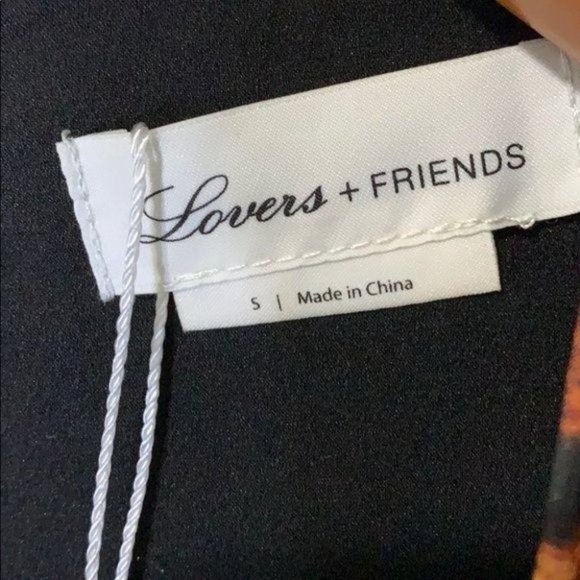 Lovers + FRIENDS
S | Made in China